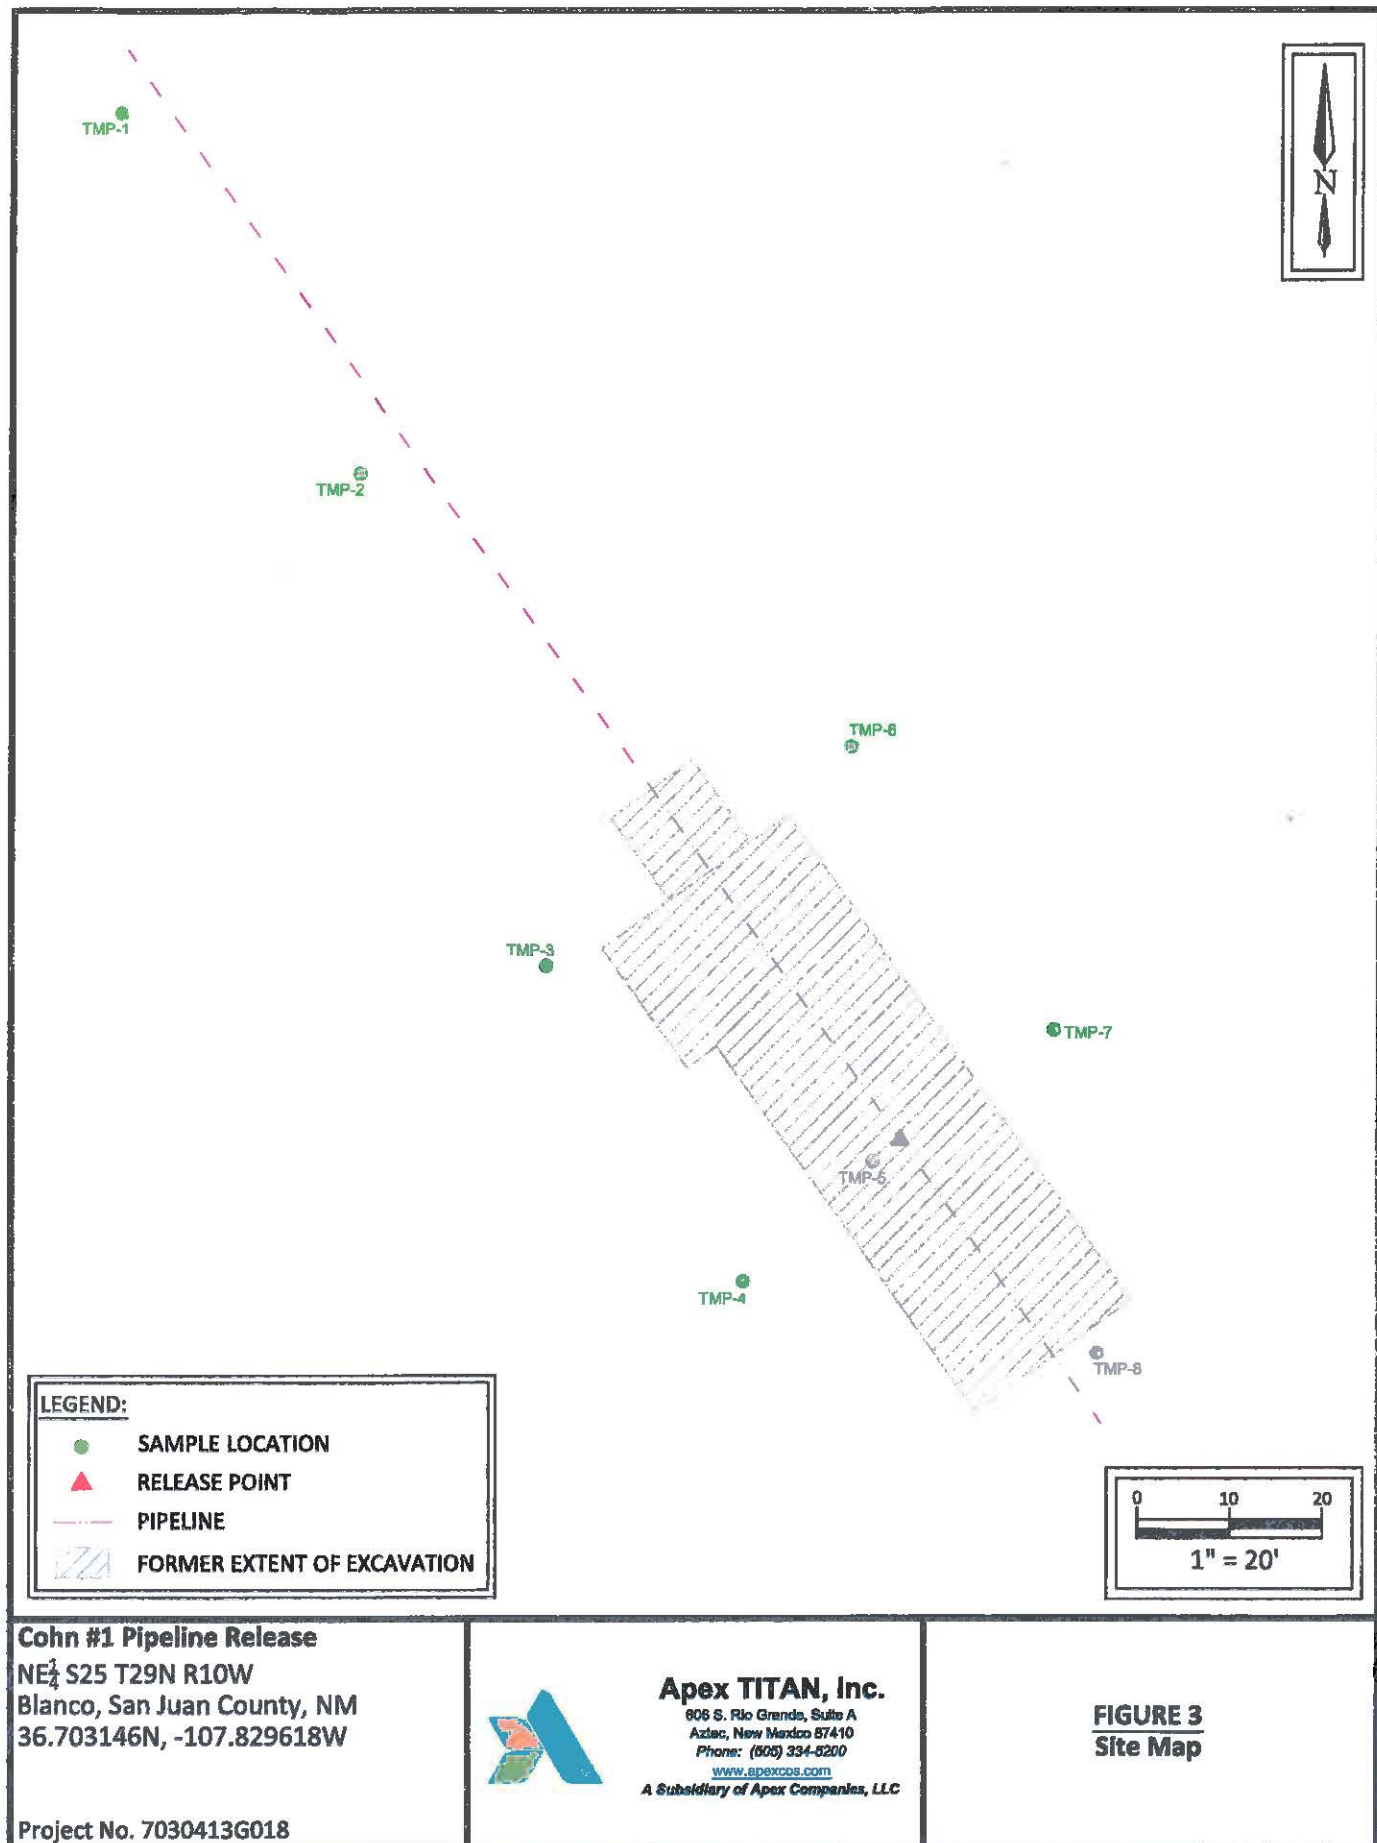 TMP-1
N
TMP-2
TMP-6
TMP-3
TMP-7
TMP-5
TMP-4
TMP-8
LEGEND:
SAMPLE LOCATION
RELEASE POINT
PIPELINE
FORMER EXTENT OF EXCAVATION
0 10 20
1" = 20'
Cohn #1 Pipeline Release
NE¼ S25 T29N R10W
Blanco, San Juan County, NM
36.703146N, -107.829618W
Project No. 7030413G018
Apex TITAN, Inc.
606 S. Rio Grande, Suite A
Aztec, New Mexico 87410
Phone: (505) 334-5200
www.apexcos.com
A Subsidiary of Apex Companies, LLC
FIGURE 3
Site Map